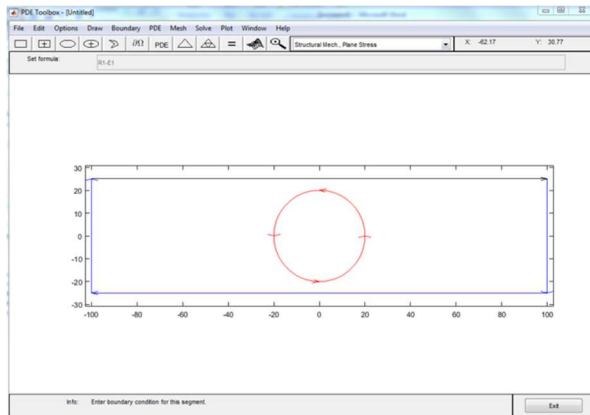 PDE Toolbox - [Untitled]
File Edit Options Draw Boundary PDE Mesh Solve Plot Window Help
∂Ω PDE = Structural Mech., Plane Stress X: -62.17 Y: 30.77
Set formula: R1-E1
30
20
10
0
-10
-20
-30
-100 -80 -60 -40 -20 0 20 40 60 80 100
Info: Enter boundary condition for this segment. Exit